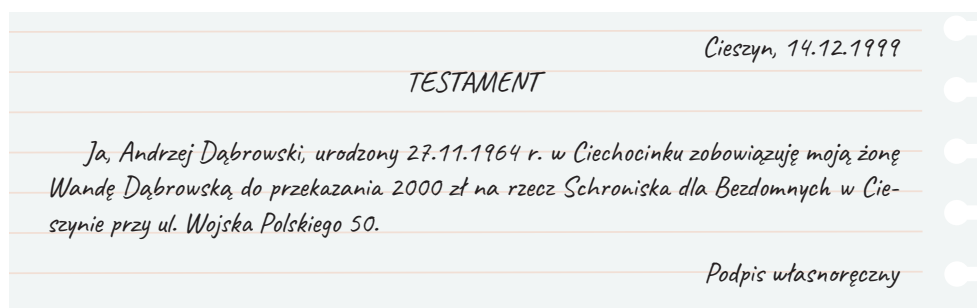 Cieszyn, 14.12.1999
TESTAMENT
Ja, Andrzej Dąbrowski, urodzony 27.11.1964 r. w Ciechocinku zobowiązuję moją żonę
Wandę Dąbrowską do przekazania 2000 zł na rzecz Schroniska dla Bezdomnych w Cie-
szynie przy ul. Wojska Polskiego 50.
Podpis własnoręczny